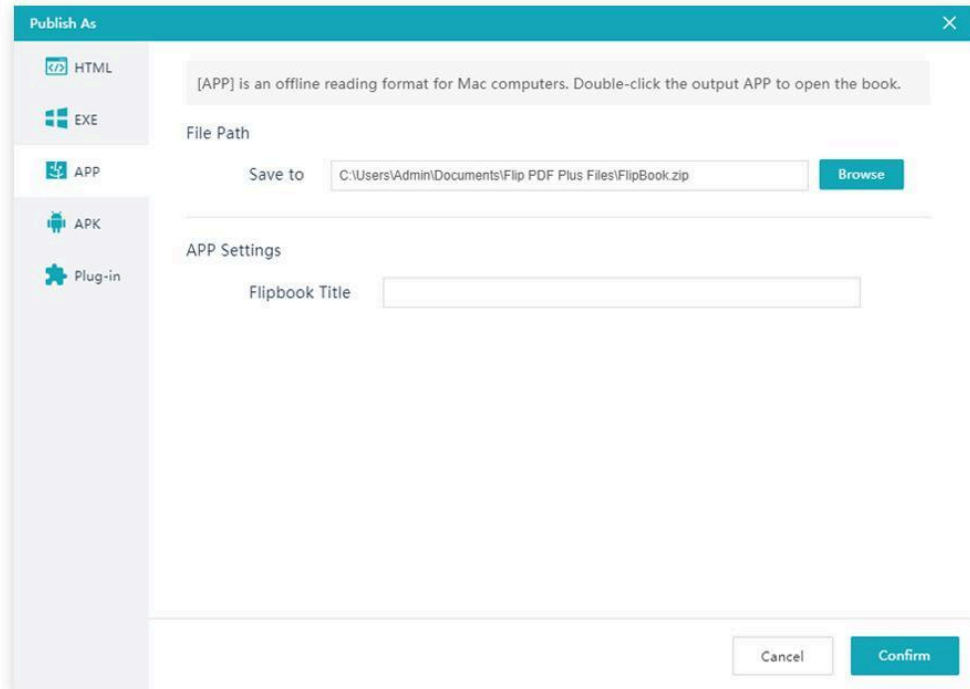 Publish As
HTML
EXE
APP
APK
Plug-in
[APP] is an offline reading format for Mac computers. Double-click the output APP to open the book.
File Path
Save to C:\Users\Admin\Documents\Flip PDF Plus Files\FlipBook.zip Browse
APP Settings
Flipbook Title
Cancel Confirm